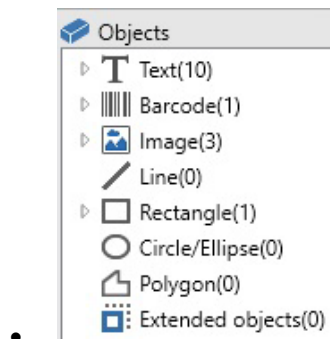 Objects
Text(10)
Barcode(1)
Image(3)
Line(0)
Rectangle(1)
Circle/Ellipse(0)
Polygon(0)
Extended objects(0)